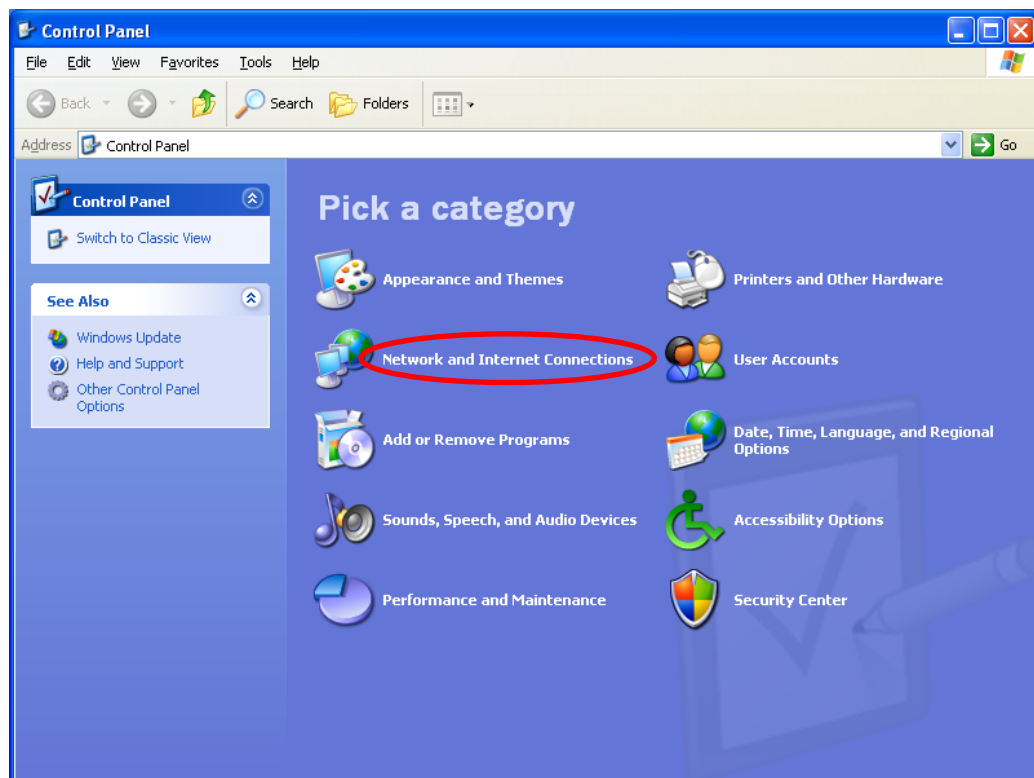 Control Panel
File Edit View Favorites Tools Help
Back Search Folders
Address Control Panel Go
Control Panel
Switch to Classic View
See Also
Windows Update
Help and Support
Other Control Panel
Options
Pick a category
Appearance and Themes
Printers and Other Hardware
Network and Internet Connections
User Accounts
Add or Remove Programs
Date, Time, Language, and Regional
Options
Sounds, Speech, and Audio Devices
Accessibility Options
Performance and Maintenance
Security Center